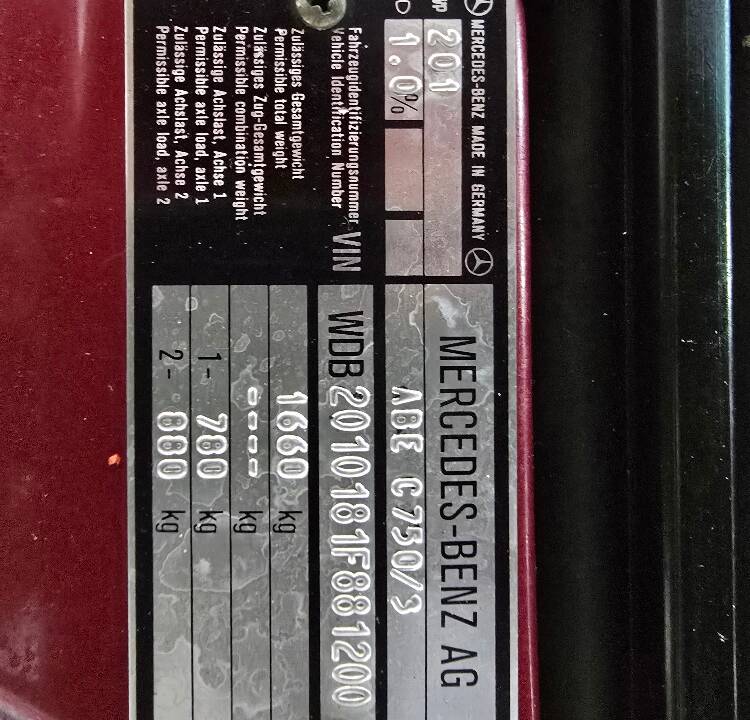 MERCEDES-BENZ MADE IN GERMANY
yp 201
MERCEDES-BENZ AG
D 1.0%
ABE C750/3
Fahrzeugidentifizierungsnummer
Vehicle Identification Number
VIN
WDB2010181F881200
Zulässiges Gesamtgewicht
Permissible total weight
1660 kg
Zulässiges Zug-Gesamtgewicht
Permissible combination weight
---- kg
Zulässige Achslast, Achse 1
Permissible axle load, axle 1
1- 780 kg
Zulässige Achslast, Achse 2
Permissible axle load, axle 2
2- 880 kg